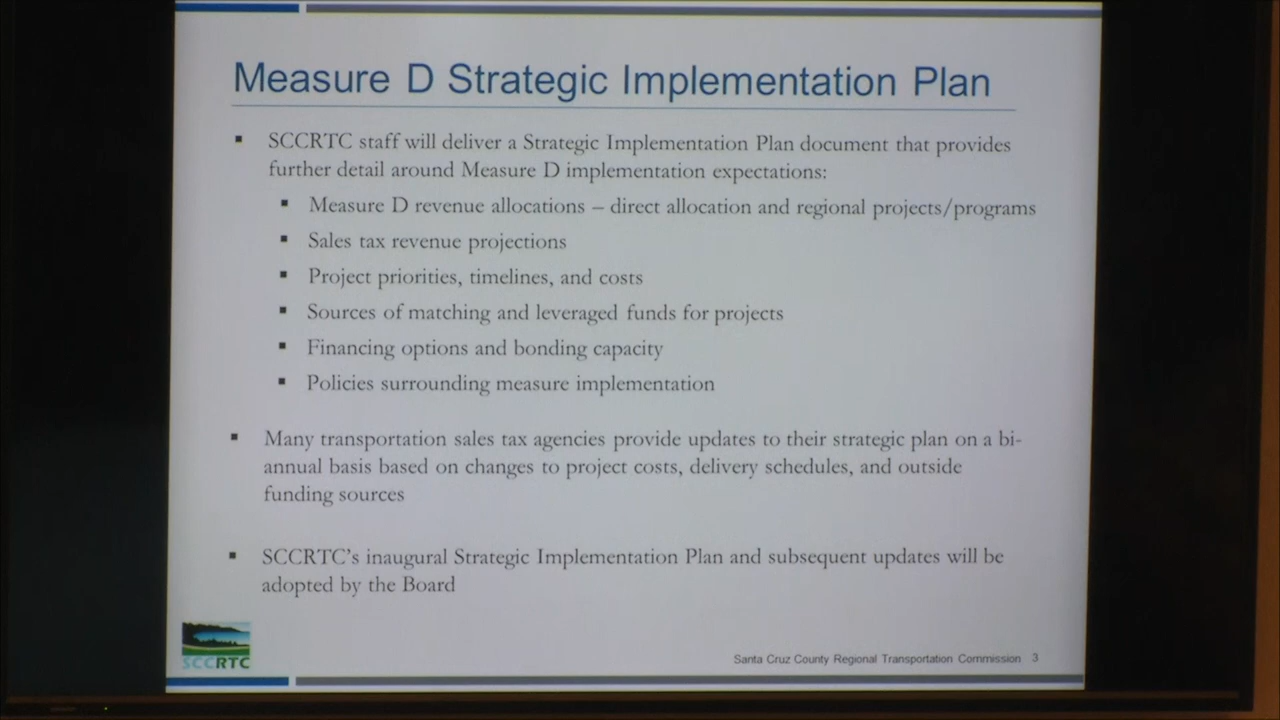 Measure D Strategic Implementation Plan
▪ SCCRTC staff will deliver a Strategic Implementation Plan document that provides
further detail around Measure D implementation expectations:
▪ Measure D revenue allocations – direct allocation and regional projects/programs
▪ Sales tax revenue projections
▪ Project priorities, timelines, and costs
▪ Sources of matching and leveraged funds for projects
▪ Financing options and bonding capacity
▪ Policies surrounding measure implementation
▪ Many transportation sales tax agencies provide updates to their strategic plan on a bi-
annual basis based on changes to project costs, delivery schedules, and outside
funding sources
▪ SCCRTC's inaugural Strategic Implementation Plan and subsequent updates will be
adopted by the Board
SCCRTC
Santa Cruz County Regional Transportation Commission 3